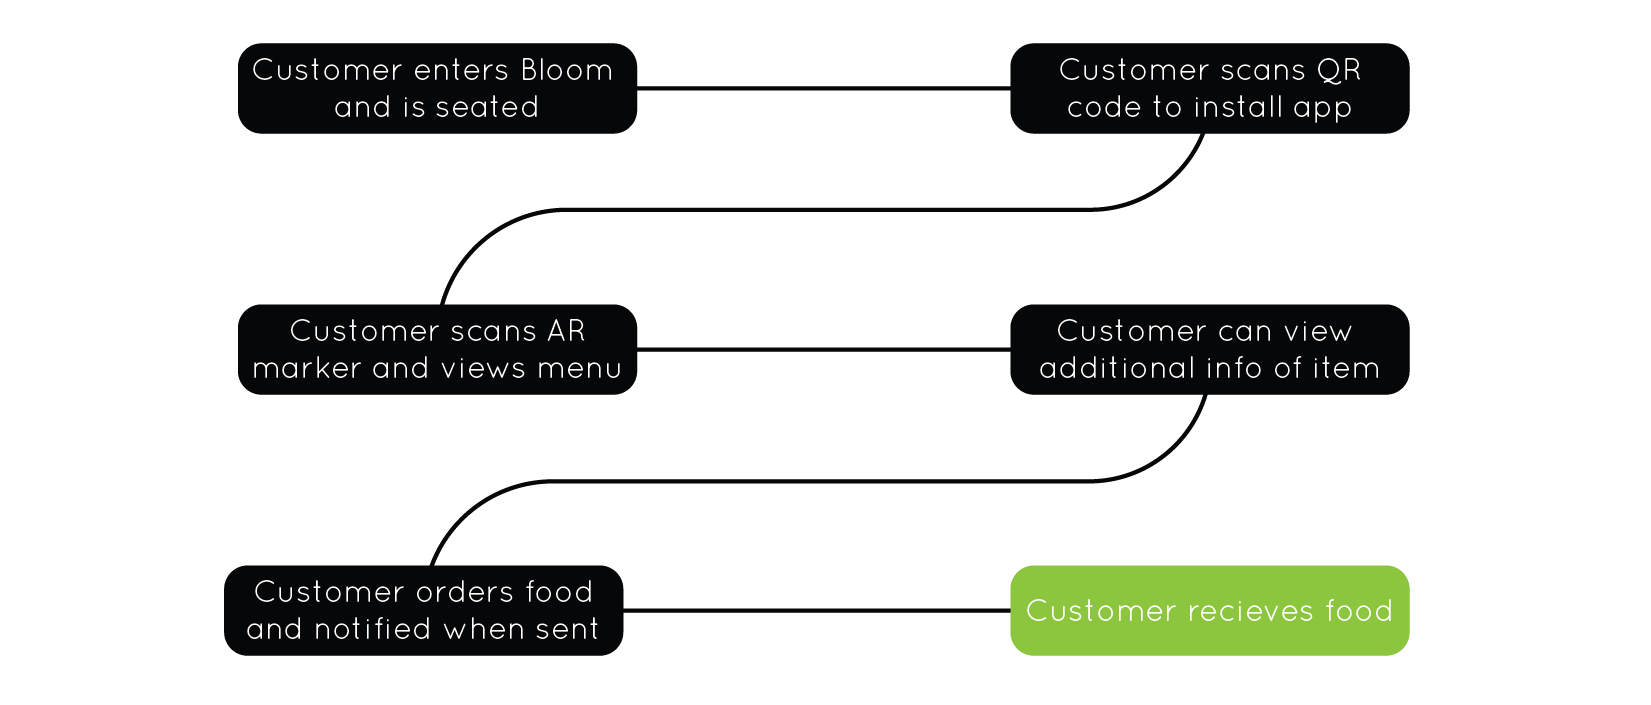 Customer enters Bloom
and is seated
Customer scans QR
code to install app
Customer scans AR
marker and views menu
Customer can view
additional info of item
Customer orders food
and notified when sent
Customer recieves food